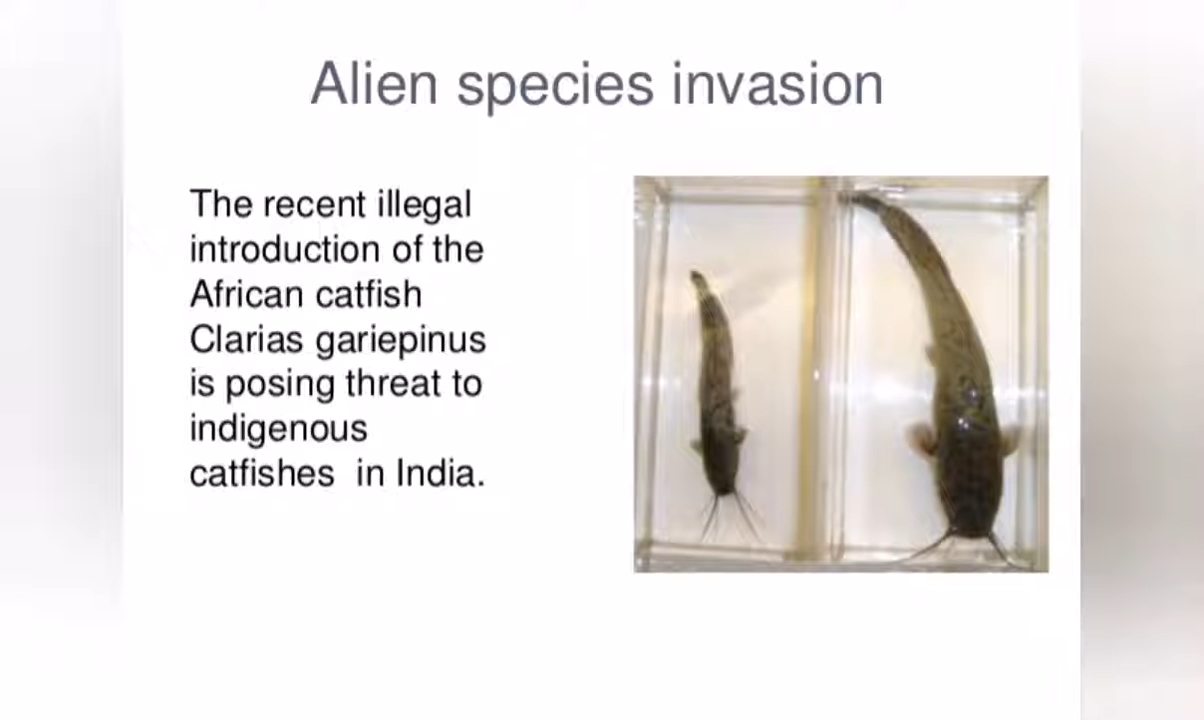 Alien species invasion
The recent illegal
introduction of the
African catfish
Clarias gariepinus
is posing threat to
indigenous
catfishes  in India.